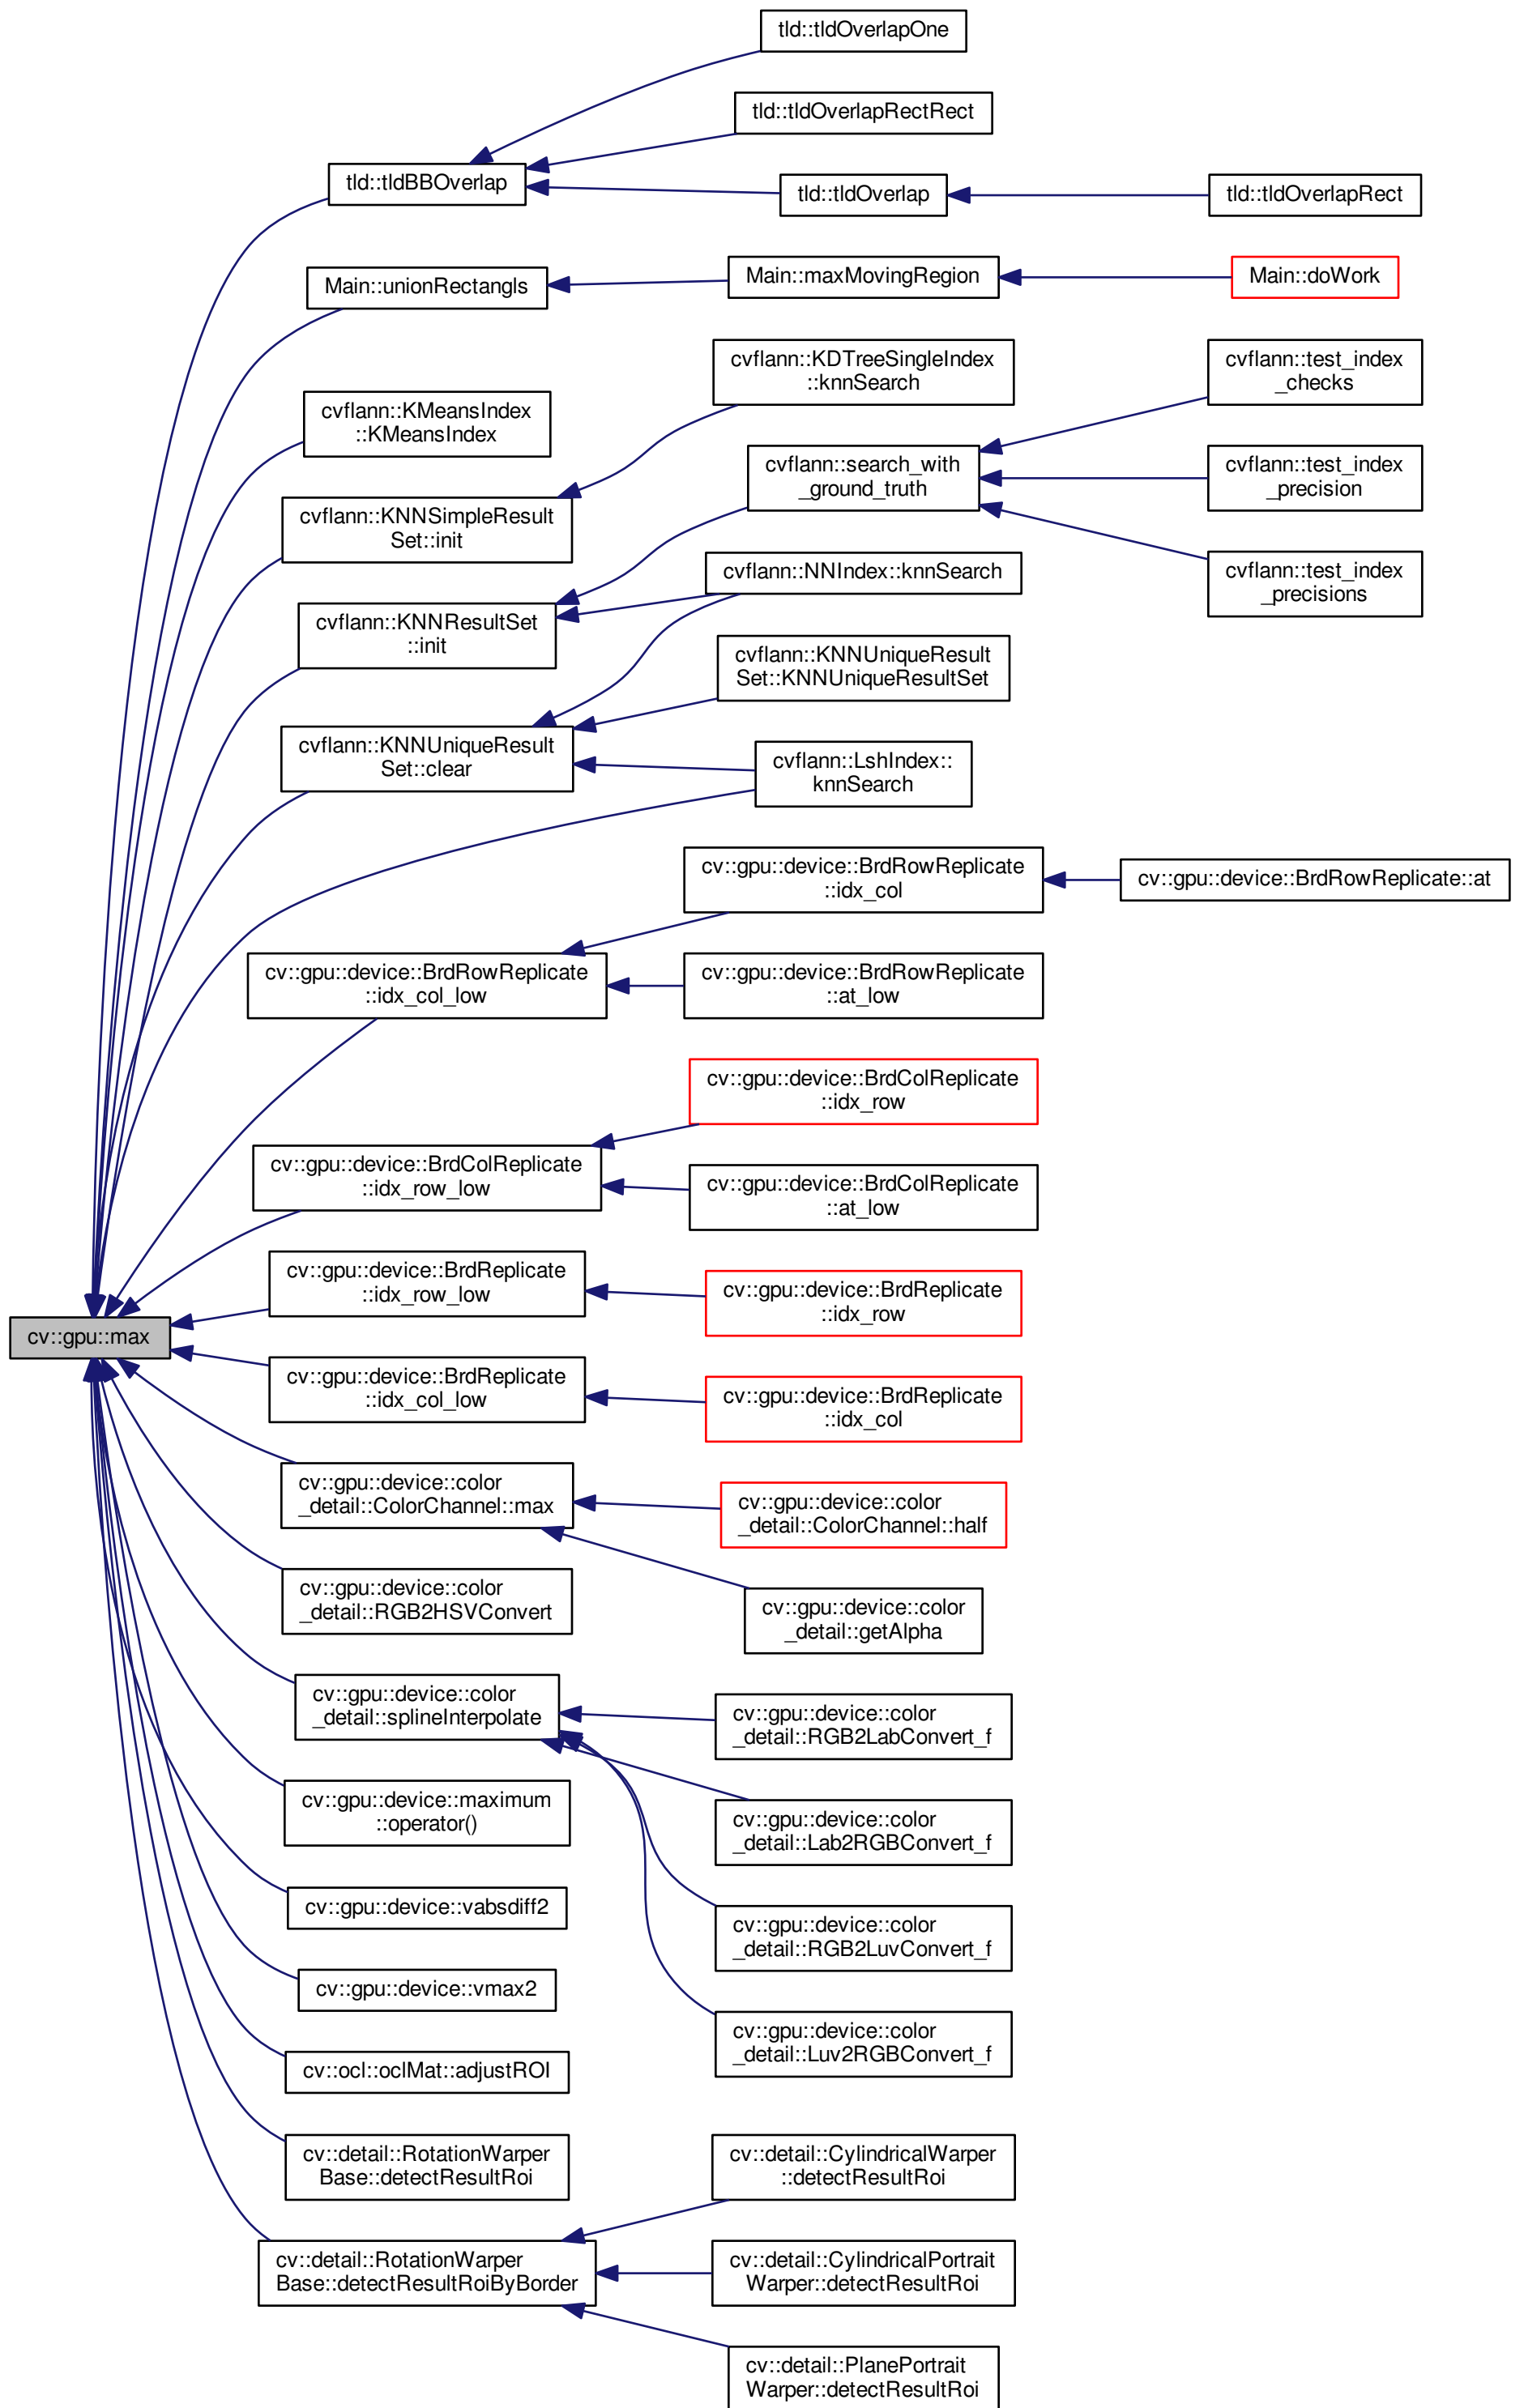 tld::tldOverlapOne
tld::tldOverlapRectRect
tld::tldBBOverlap
tld::tldOverlap
tld::tldOverlapRect
Main::unionRectangls
Main::maxMovingRegion
Main::doWork
cvflann::KDTreeSingleIndex
::knnSearch
cvflann::test_index
_checks
cvflann::KMeansIndex
::KMeansIndex
cvflann::search_with
_ground_truth
cvflann::test_index
_precision
cvflann::KNNSimpleResult
Set::init
cvflann::NNIndex::knnSearch
cvflann::test_index
_precisions
cvflann::KNNResultSet
::init
cvflann::KNNUniqueResult
Set::KNNUniqueResultSet
cvflann::KNNUniqueResult
Set::clear
cvflann::LshIndex::
knnSearch
cv::gpu::device::BrdRowReplicate
::idx_col
cv::gpu::device::BrdRowReplicate::at
cv::gpu::device::BrdRowReplicate
::idx_col_low
cv::gpu::device::BrdRowReplicate
::at_low
cv::gpu::device::BrdColReplicate
::idx_row
cv::gpu::device::BrdColReplicate
::idx_row_low
cv::gpu::device::BrdColReplicate
::at_low
cv::gpu::device::BrdReplicate
::idx_row_low
cv::gpu::device::BrdReplicate
::idx_row
cv::gpu::max
cv::gpu::device::BrdReplicate
::idx_col_low
cv::gpu::device::BrdReplicate
::idx_col
cv::gpu::device::color
_detail::ColorChannel::max
cv::gpu::device::color
_detail::ColorChannel::half
cv::gpu::device::color
_detail::RGB2HSVConvert
cv::gpu::device::color
_detail::getAlpha
cv::gpu::device::color
_detail::splineInterpolate
cv::gpu::device::color
_detail::RGB2LabConvert_f
cv::gpu::device::maximum
::operator()
cv::gpu::device::color
_detail::Lab2RGBConvert_f
cv::gpu::device::vabsdiff2
cv::gpu::device::color
_detail::RGB2LuvConvert_f
cv::gpu::device::vmax2
cv::gpu::device::color
_detail::Luv2RGBConvert_f
cv::ocl::oclMat::adjustROI
cv::detail::RotationWarper
Base::detectResultRoi
cv::detail::CylindricalWarper
::detectResultRoi
cv::detail::RotationWarper
Base::detectResultRoiByBorder
cv::detail::CylindricalPortrait
Warper::detectResultRoi
cv::detail::PlanePortrait
Warper::detectResultRoi